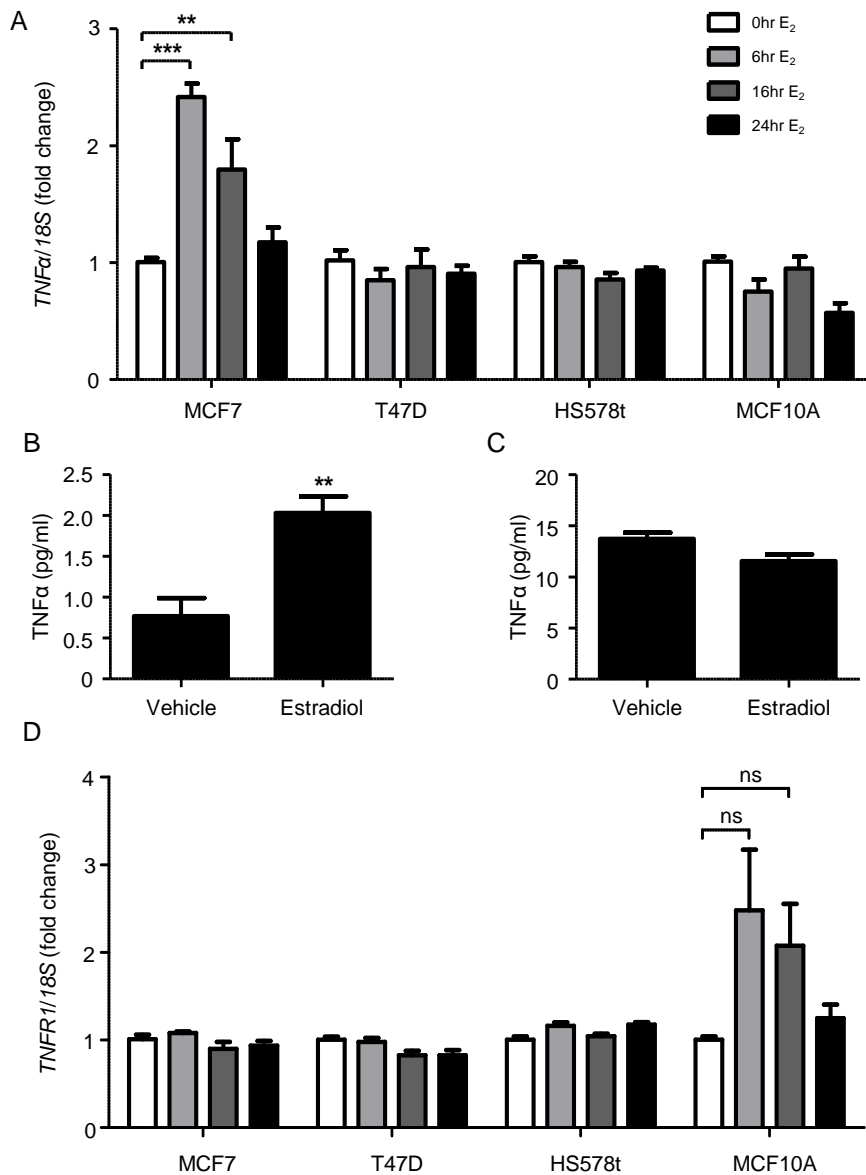 A
3
2
1
0
TNFα/18S (fold change)
***
**
0hr E₂
6hr E₂
16hr E₂
24hr E₂
MCF7
T47D
HS578t
MCF10A
B
2.5
2.0
1.0
0.5
0
TNFα (pg/ml)
**
Vehicle
Estradiol
C
20
15
10
5
0
TNFα (pg/ml)
Vehicle
Estradiol
D
4
3
2
1
0
TNFR1/18S (fold change)
ns
ns
MCF7
T47D
HS578t
MCF10A